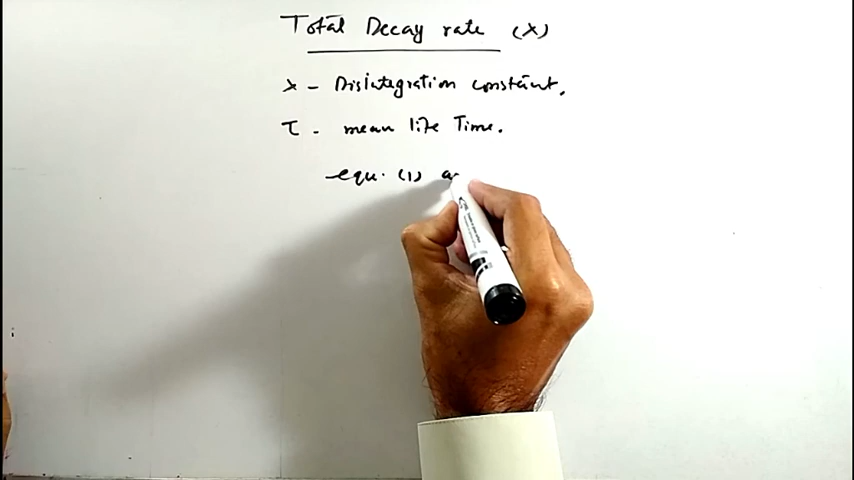 Total Decay rate (λ)
λ - Disintegration constant.
τ - mean life Time.
equ. (1) a